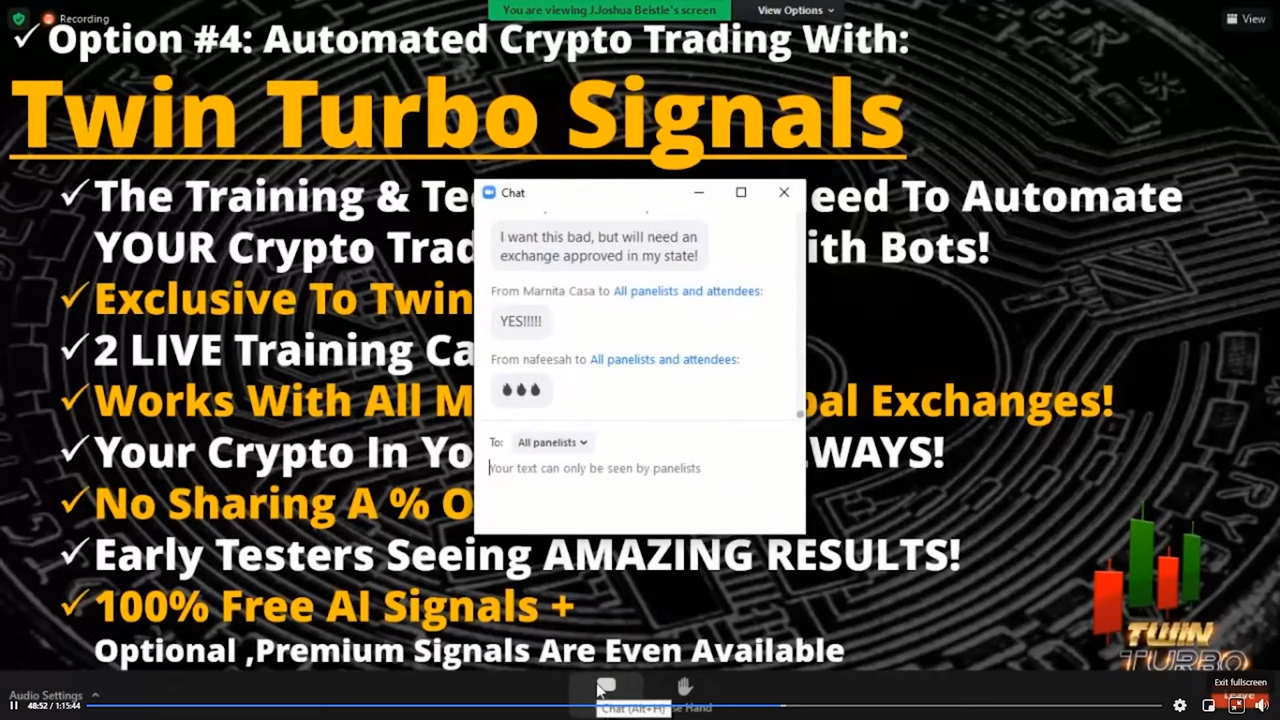 Recording
You are viewing J.Joshua Beistle's screen
View Options
View
✓ Option #4: Automated Crypto Trading With:
Twin Turbo Signals
✓ The Training & Te eed To Automate
YOUR Crypto Trad ith Bots!
✓ Exclusive To Twin
✓ 2 LIVE Training Ca
✓ Works With All M bal Exchanges!
✓ Your Crypto In Yo WAYS!
✓ No Sharing A % O
✓ Early Testers Seeing AMAZING RESULTS!
✓ 100% Free AI Signals +
Optional ,Premium Signals Are Even Available
Chat
I want this bad, but will need an
exchange approved in my state!
From Marnita Casa to All panelists and attendees:
YES!!!!!
From nafeesah to All panelists and attendees:
To: All panelists
Your text can only be seen by panelists
TWIN
TURBO
Exit fullscreen
Leave
Audio Settings
Chat (Alt+H)
se Hand
48:52 / 1:15:44